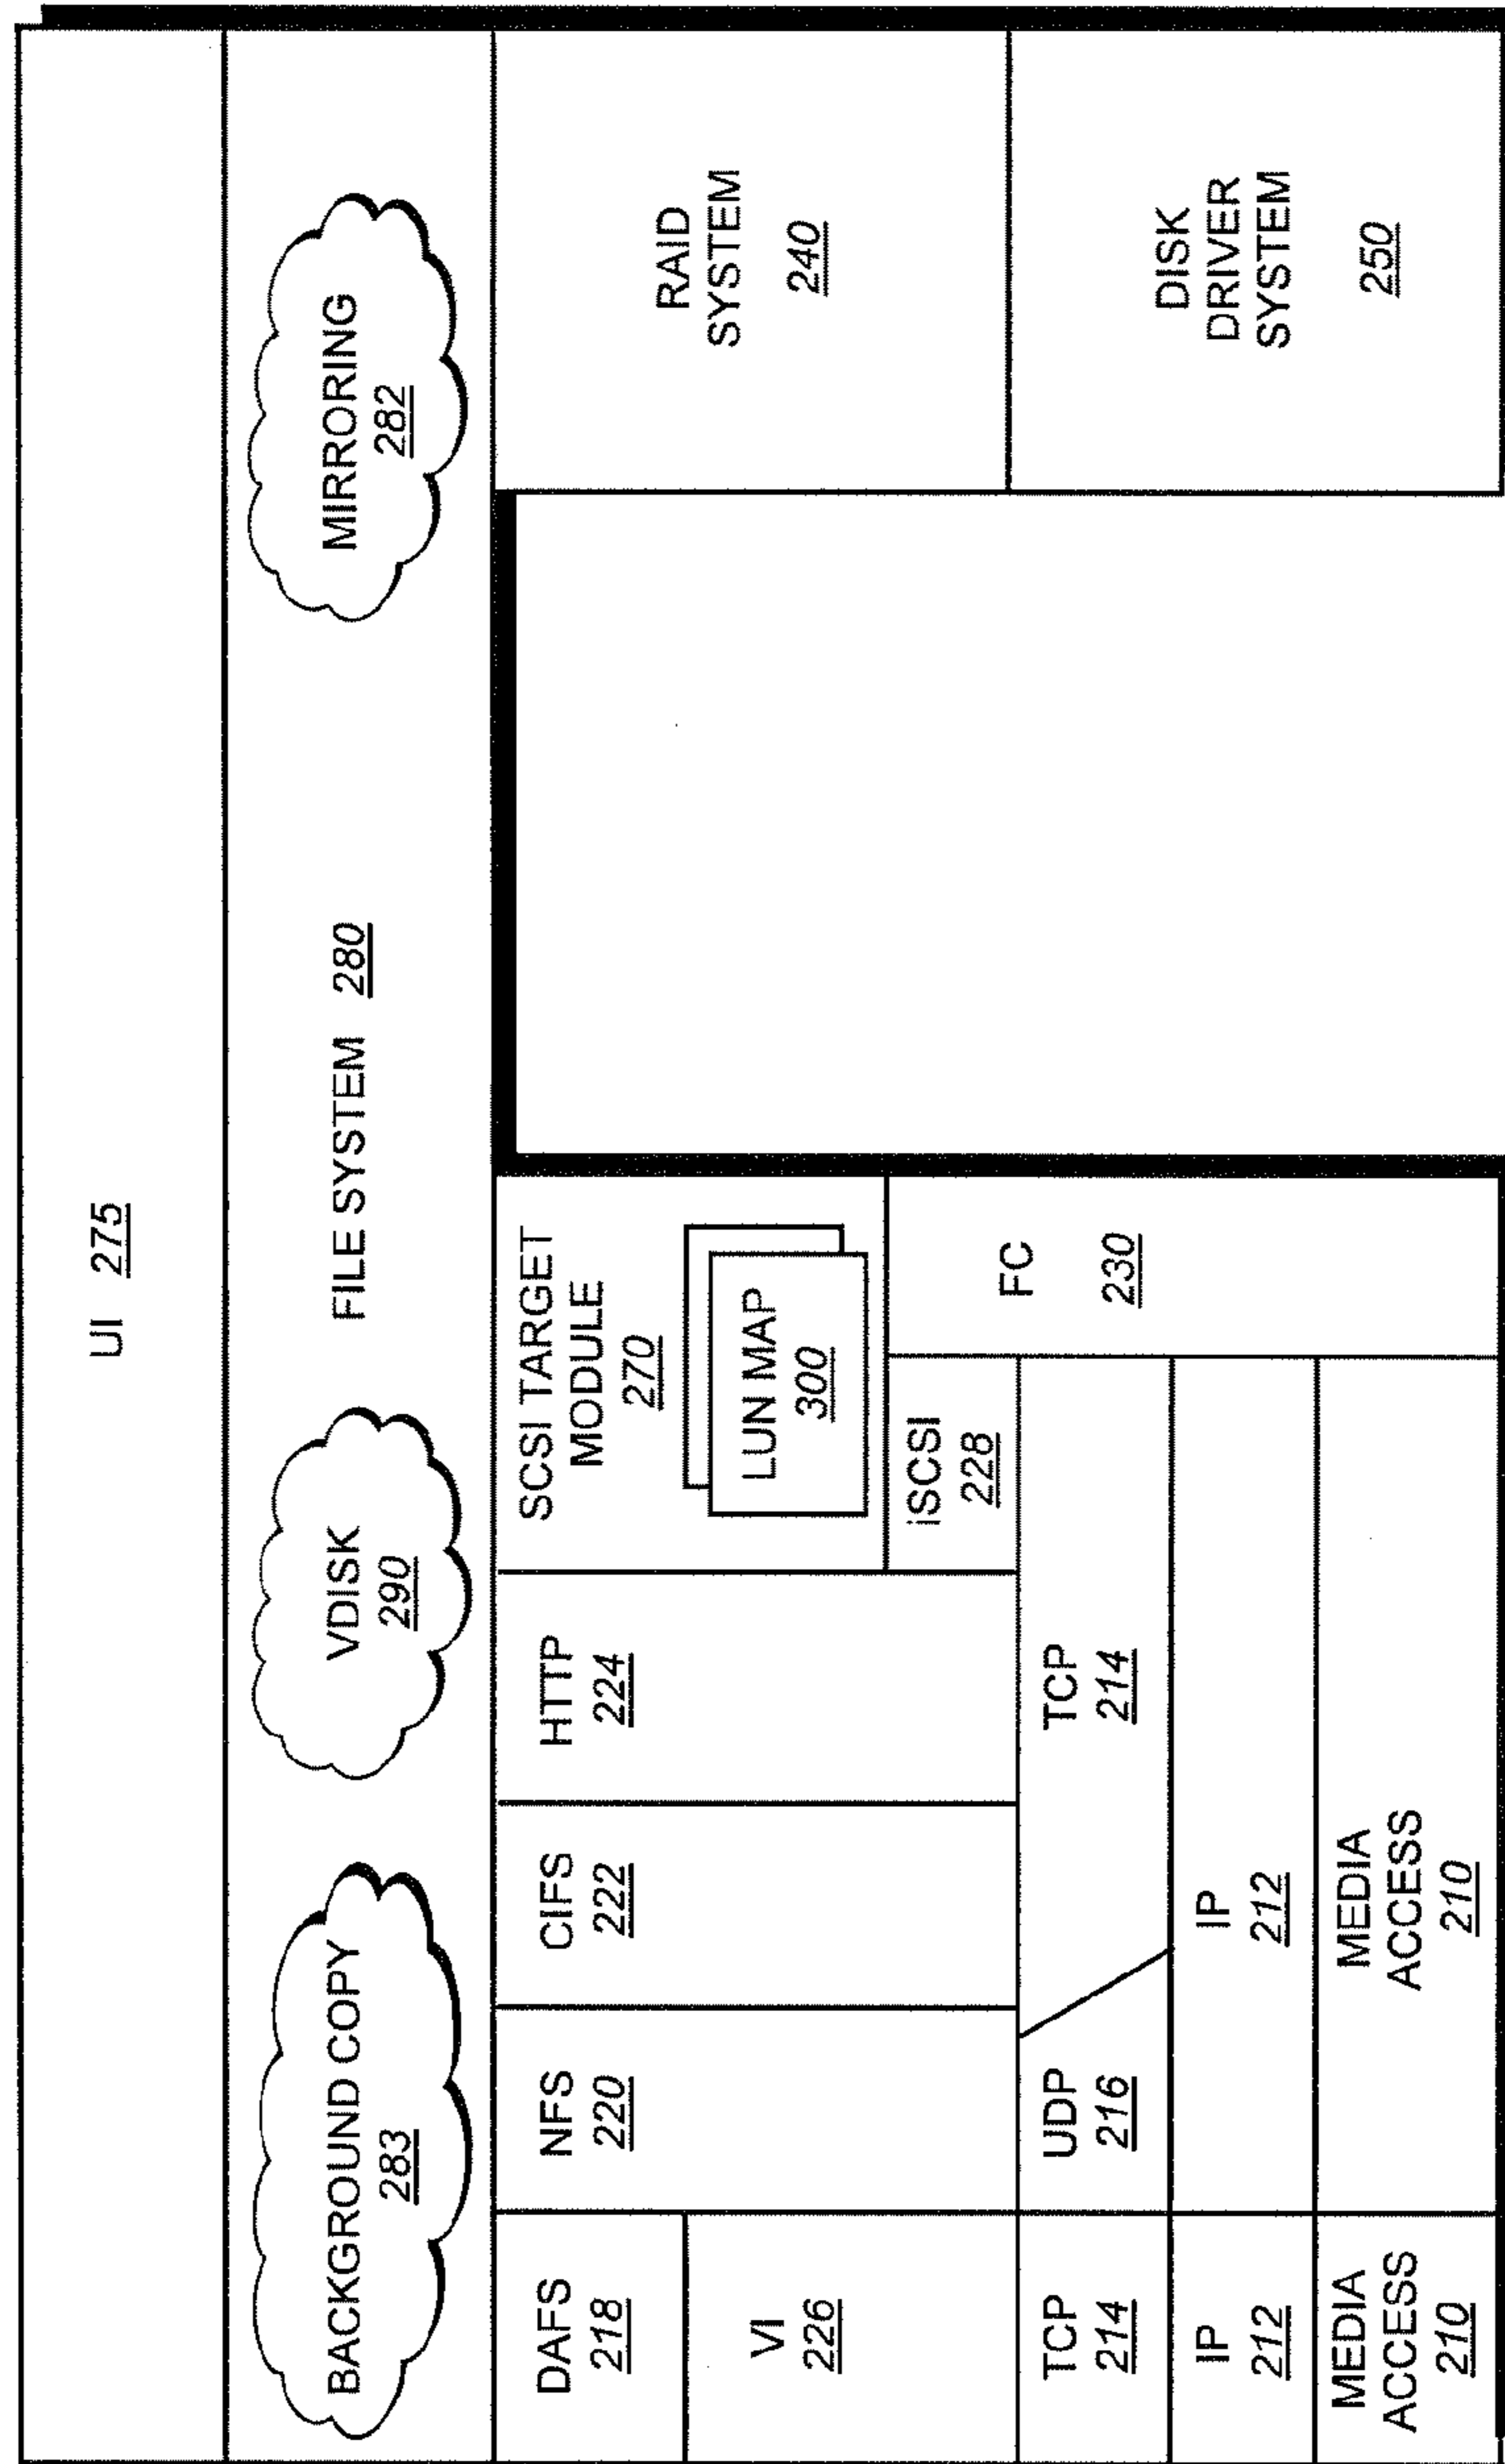 UI 275
BACKGROUND COPY
283
VDISK
290
FILE SYSTEM 280
MIRRORING
282
DAFS
218
VI
226
NFS
220
CIFS
222
HTTP
224
SCSI TARGET
MODULE
270
LUN MAP
300
iSCSI
228
FC
230
TCP
214
UDP
216
TCP
214
IP
212
IP
212
MEDIA
ACCESS
210
MEDIA
ACCESS
210
RAID
SYSTEM
240
DISK
DRIVER
SYSTEM
250